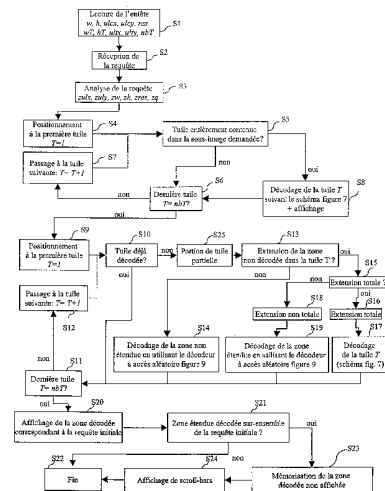 Lecture de l'entête
w, h, ulcx, ulcy, res.
wT, hT, ulix, uliy, nbT
S1
Réception de
la requête
S2
Analyse de la requête
zulx, zuly, zw, zh, zres, zq
S3
Positionnement
à la première tuile
T=1
S4
Tuile entièrement contenue
dans la sous-image demandée?
S5
Passage à la tuile
suivante: T= T+1
S7
non
oui
S6
Dernière tuile
T= nbT?
non
Décodage de la tuile T
suivant le schéma figure 7
+ affichage
S8
oui
S9
Positionnement
à la première tuile
T=1
S10
Tuile déjà
décodée?
non
S25
Portion de tuile
partielle
S13
Extension de la zone
non décodée dans la tuile T ?
oui
S15
Extension totale ?
oui
non
non
oui
S18
Extension non totale
S16
Extension totale
Passage à la tuile
suivante: T= T+1
S12
S14
Décodage de la zone non
étendue en utilisant le décodeur
à accès aléatoire figure 9
S19
Décodage de la zone
étendue en utilisant le décodeur
à accès aléatoire figure 9
S17
Décodage
de la tuile T
(schéma fig. 7)
non
S11
Dernière tuile
T= nbT?
oui
S20
Affichage de la zone décodée
correspondant à la requête initiale
S21
Zone étendue décodée sur-ensemble
de la requête initiale ?
oui
non
S22
Fin
S24
Affichage de scroll-bars
S23
Mémorisation de la zone
décodée non affichée